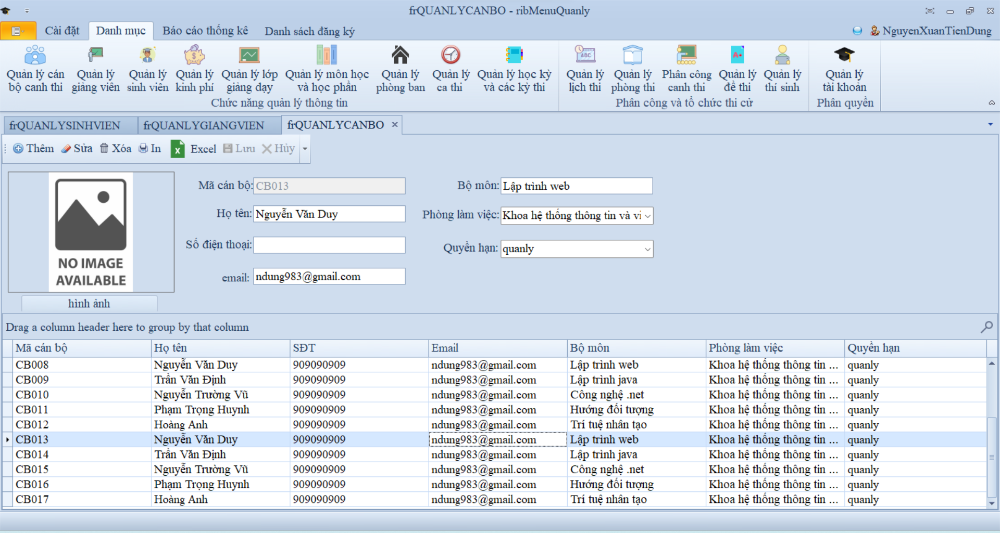 frQUANLYCANBO - ribMenuQuanly
Cài đặt Danh mục Báo cáo thống kê Danh sách đăng ký NguyenXuanTienDung
Quản lý cán bộ canh thi
Quản lý giảng viên
Quản lý sinh viên
Quản lý kinh phí
Quản lý lớp giảng dạy
Quản lý môn học và học phần
Quản lý phòng ban
Quản lý ca thi
Quản lý học kỳ và các kỳ thi
Quản lý lịch thi
Quản lý phòng thi
Phân công canh thi
Quản lý đề thi
Quản lý thí sinh
Quản lý tài khoản
Chức năng quản lý thông tin Phân công và tổ chức thi cử Phân quyền
frQUANLYSINHVIEN frQUANLYGIANGVIEN frQUANLYCANBO
Thêm Sửa Xóa In Excel Lưu Hủy
Mã cán bộ: CB013 Bộ môn: Lập trình web
Họ tên: Nguyễn Văn Duy Phòng làm việc: Khoa hệ thống thông tin và vi
Số điện thoại: Quyền hạn: quanly
NO IMAGE
AVAILABLE
email: ndung983@gmail.com
hình ảnh
Drag a column header here to group by that column
Mã cán bộ Họ tên SĐT Email Bộ môn Phòng làm việc Quyền hạn
CB008 Nguyễn Văn Duy 909090909 ndung983@gmail.com Lập trình web Khoa hệ thống thông tin ... quanly
CB009 Trần Văn Định 909090909 ndung983@gmail.com Lập trình java Khoa hệ thống thông tin ... quanly
CB010 Nguyễn Trường Vũ 909090909 ndung983@gmail.com Công nghệ .net Khoa hệ thống thông tin ... quanly
CB011 Phạm Trọng Huynh 909090909 ndung983@gmail.com Hướng đối tượng Khoa hệ thống thông tin ... quanly
CB012 Hoàng Anh 909090909 ndung983@gmail.com Trí tuệ nhân tạo Khoa hệ thống thông tin ... quanly
CB013 Nguyễn Văn Duy 909090909 ndung983@gmail.com Lập trình web Khoa hệ thống thông tin ... quanly
CB014 Trần Văn Định 909090909 ndung983@gmail.com Lập trình java Khoa hệ thống thông tin ... quanly
CB015 Nguyễn Trường Vũ 909090909 ndung983@gmail.com Công nghệ .net Khoa hệ thống thông tin ... quanly
CB016 Phạm Trọng Huynh 909090909 ndung983@gmail.com Hướng đối tượng Khoa hệ thống thông tin ... quanly
CB017 Hoàng Anh 909090909 ndung983@gmail.com Trí tuệ nhân tạo Khoa hệ thống thông tin ... quanly